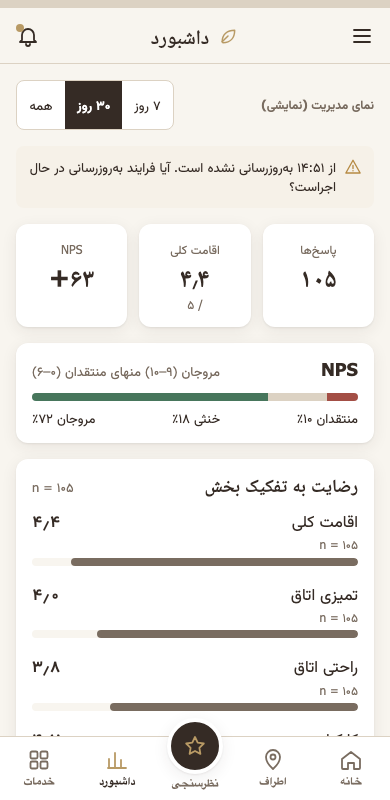 داشبورد
نمای مدیریت (نمایشی)
۷ روز
۳۰ روز
همه
از ۱۴:۵۱ به‌روزرسانی نشده است. آیا فرایند به‌روزرسانی در حال
اجراست؟
پاسخ‌ها
۱۰۵
اقامت کلی
۴٫۴
/ ۵
NPS
+۶۳
NPS
مروجان (۹–۱۰) منهای منتقدان (۰–۶)
منتقدان ۱۰٪
خنثی ۱۸٪
مروجان ۷۲٪
رضایت به تفکیک بخش
n = ۱۰۵
اقامت کلی
۴٫۴
n = ۱۰۵
تمیزی اتاق
۴٫۰
n = ۱۰۵
راحتی اتاق
۳٫۸
n = ۱۰۵
خانه
اطراف
نظرسنجی
داشبورد
خدمات